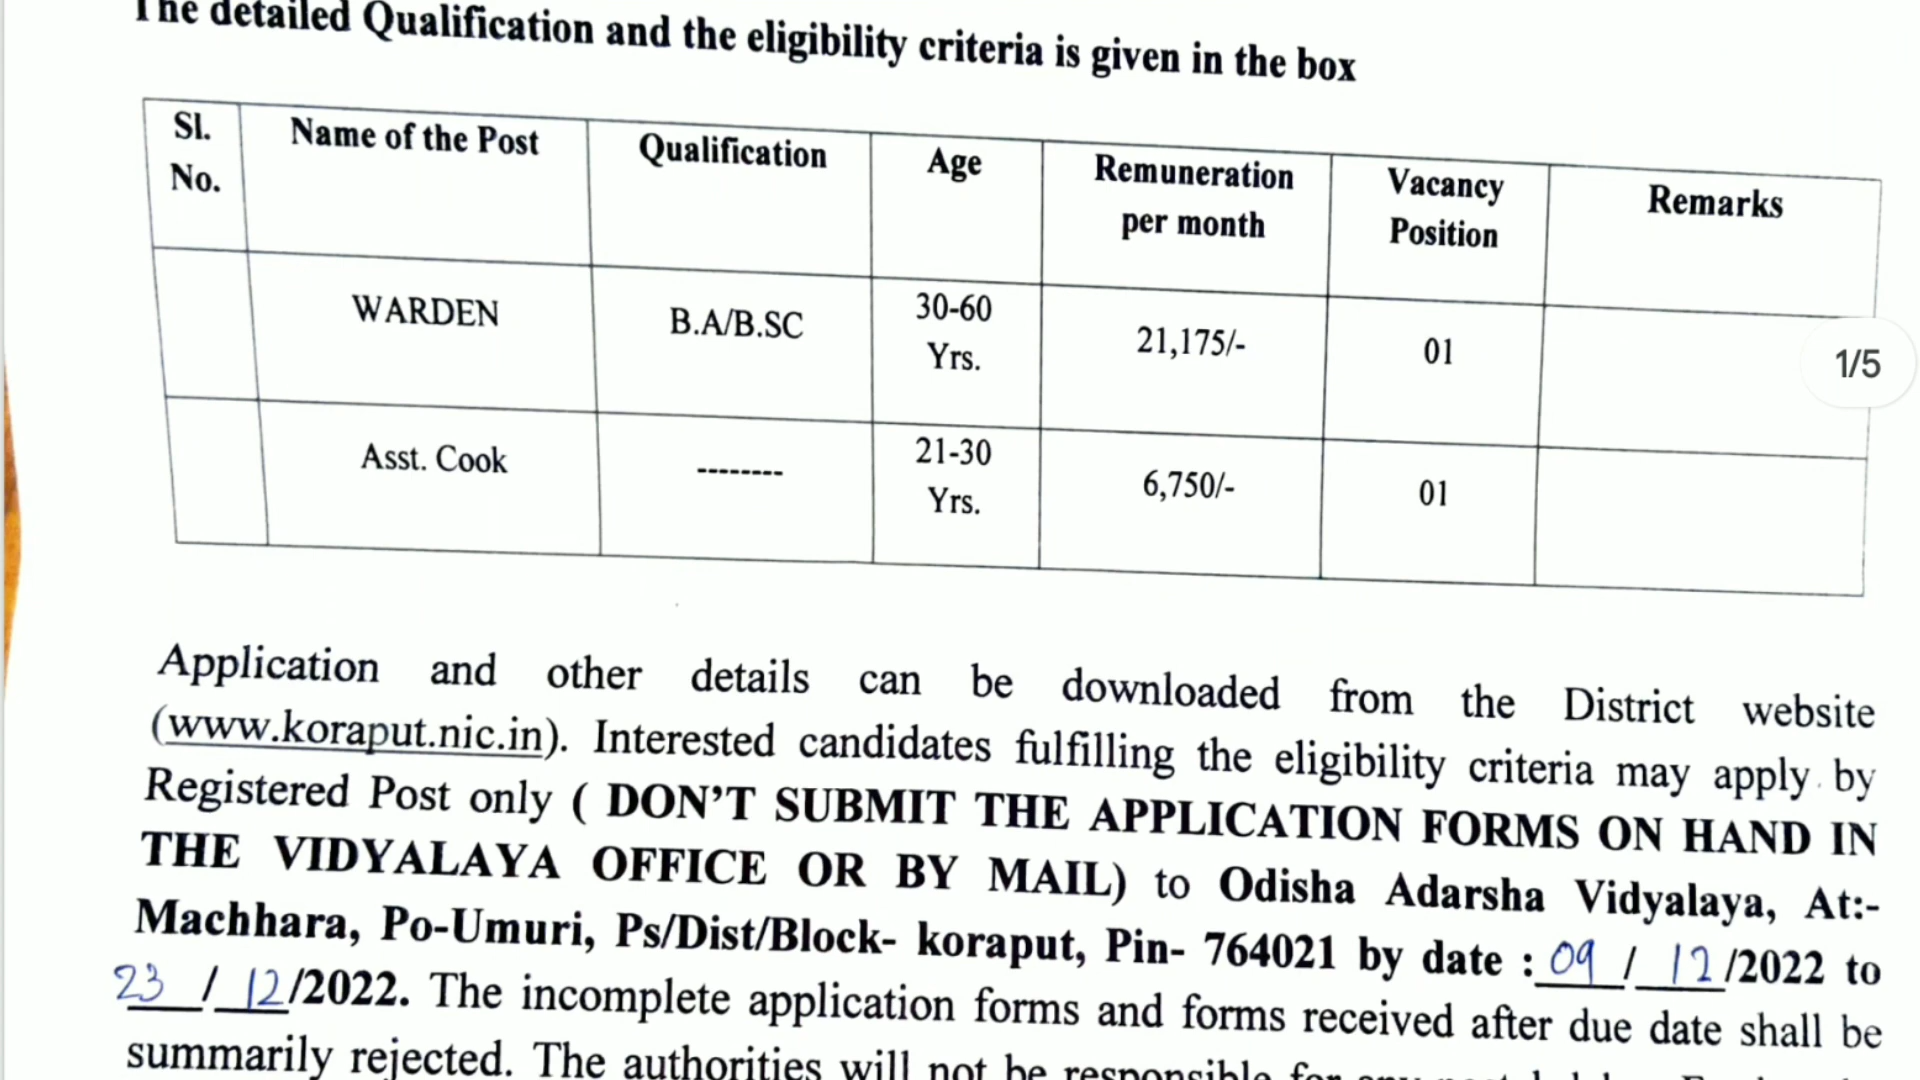 The detailed Qualification and the eligibility criteria is given in the box
Sl. No. Name of the Post Qualification Age Remuneration per month Vacancy Position Remarks
WARDEN B.A/B.SC 30-60 Yrs. 21,175/- 01
Asst. Cook -------- 21-30 Yrs. 6,750/- 01
1/5
Application and other details can be downloaded from the District website
(www.koraput.nic.in). Interested candidates fulfilling the eligibility criteria may apply by
Registered Post only ( DON'T SUBMIT THE APPLICATION FORMS ON HAND IN
THE VIDYALAYA OFFICE OR BY MAIL) to Odisha Adarsha Vidyalaya, At:-
Machhara, Po-Umuri, Ps/Dist/Block- koraput, Pin- 764021 by date : 09 / 12 /2022 to
23 / 12 /2022. The incomplete application forms and forms received after due date shall be
summarily rejected. The authorities will not be responsible for any